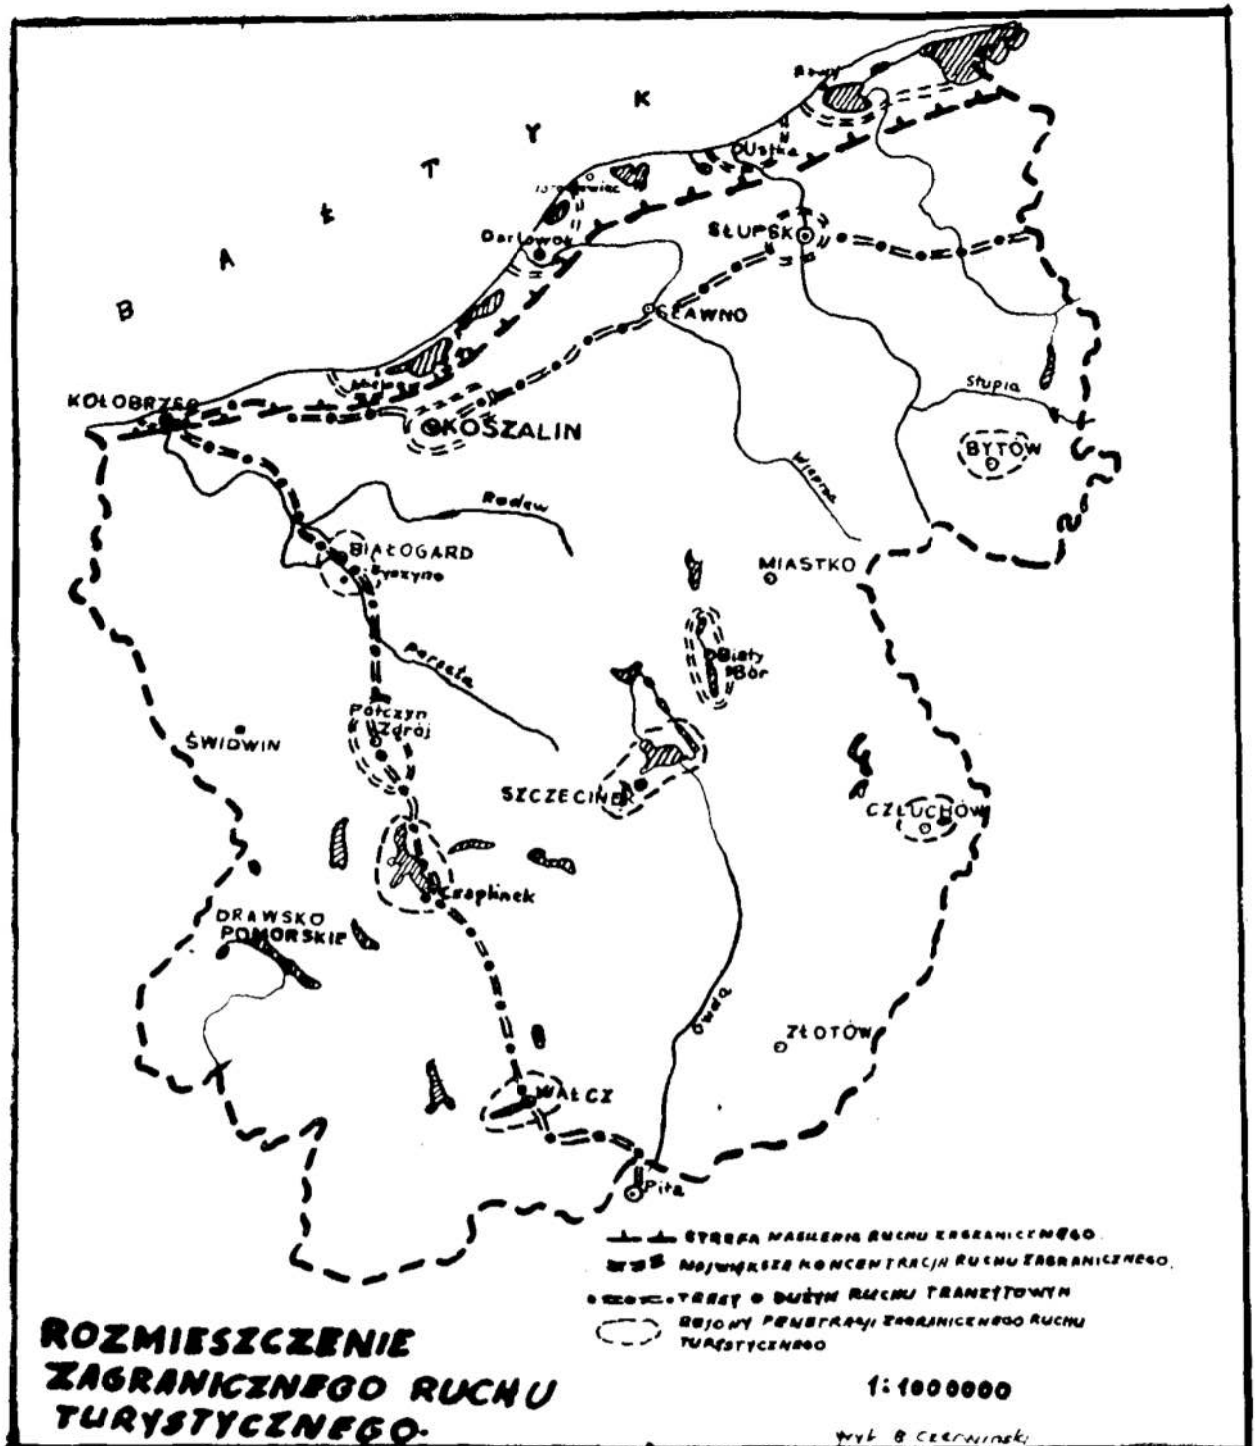 B A Ł T Y K
Rowy
Ustka
Darłowo
SŁUPSK
SŁAWNO
KOŁOBRZEG
KOSZALIN
Słupia
BYTÓW
Wieprza
Radew
BIAŁOGARD
MIASTKO
Parsęta
Biały
Bór
Połczyn
Zdrój
ŚWIDWIN
SZCZECINEK
CZŁUCHÓW
Czaplinek
DRAWSKO
POMORSKIE
Gwda
ZŁOTÓW
WAŁCZ
Piła
STREFA NASILENIA RUCHU ZAGRANICZNEGO.
NAJWIĘKSZA KONCENTRACJA RUCHU ZAGRANICZNEGO.
TRASY O DUŻYM RUCHU TRANZYTOWYM
REJONY PENETRACJI ZAGRANICZNEGO RUCHU
TURYSTYCZNEGO
ROZMIESZCZENIE
ZAGRANICZNEGO RUCHU
TURYSTYCZNEGO.
1:1000000
B Czerwiński